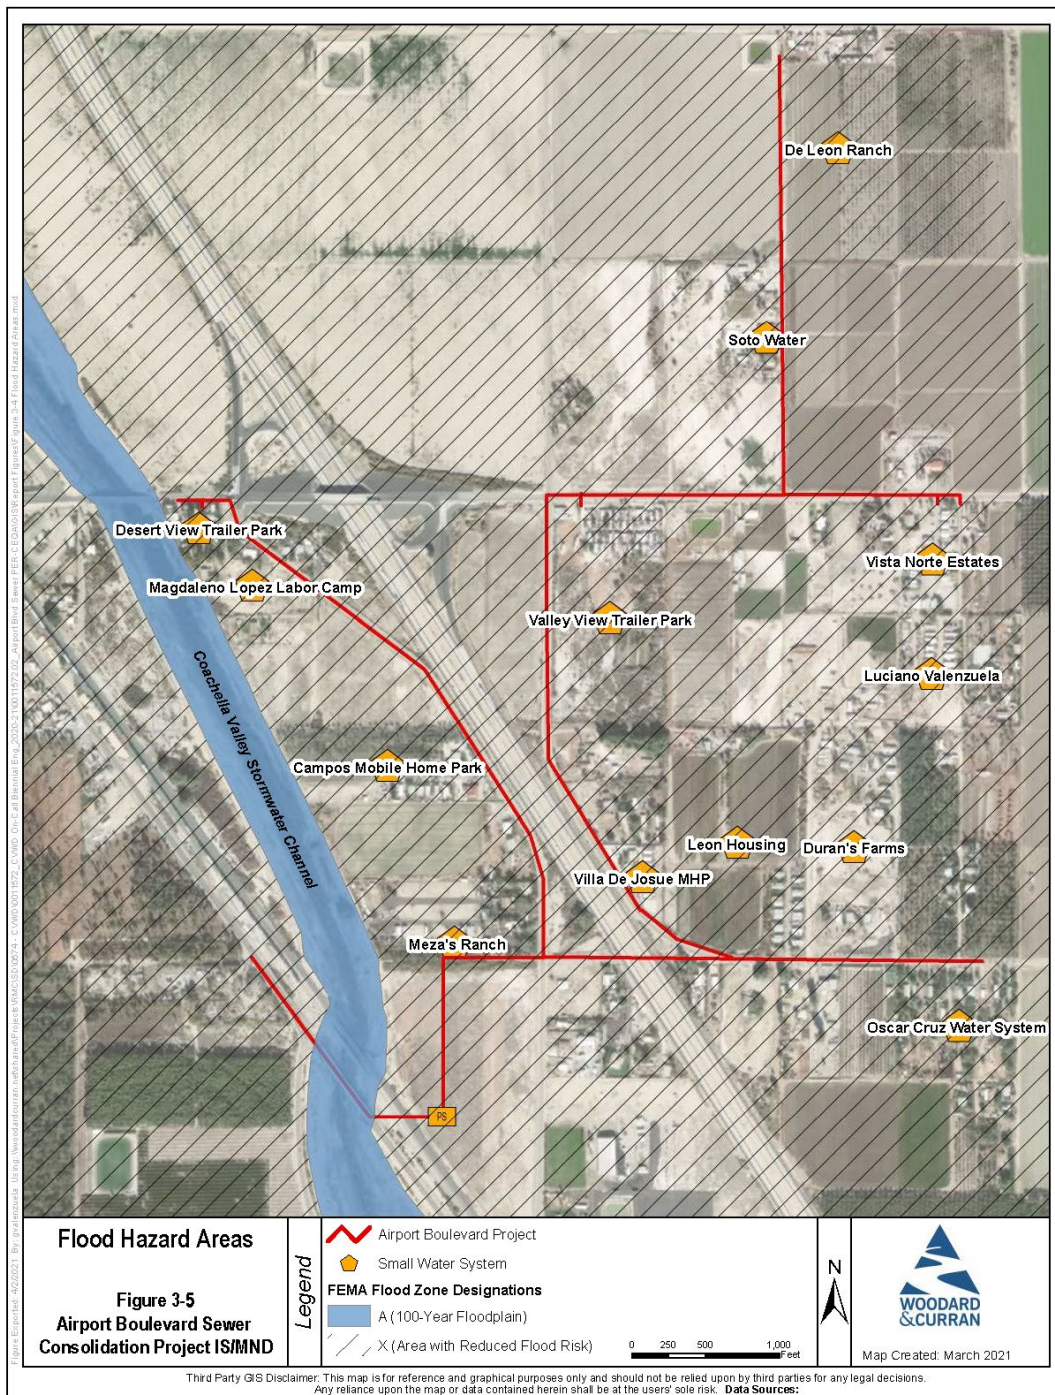 De Leon Ranch
Soto Water
Desert View Trailer Park
Magdaleno Lopez Labor Camp
Vista Norte Estates
Valley View Trailer Park
Luciano Valenzuela
Coachella Valley Stormwater Channel
Campos Mobile Home Park
Leon Housing
Duran's Farms
Villa De Josue MHP
Meza's Ranch
Oscar Cruz Water System
PS
Flood Hazard Areas
Figure 3-5
Airport Boulevard Sewer
Consolidation Project IS/MND
Legend
Airport Boulevard Project
Small Water System
FEMA Flood Zone Designations
A (100-Year Floodplain)
X (Area with Reduced Flood Risk)
0 250 500 1,000
Feet
N
WOODARD
&CURRAN
Map Created: March 2021
Third Party GIS Disclaimer: This map is for reference and graphical purposes only and should not be relied upon by third parties for any legal decisions.
Any reliance upon the map or data contained herein shall be at the users' sole risk. Data Sources: